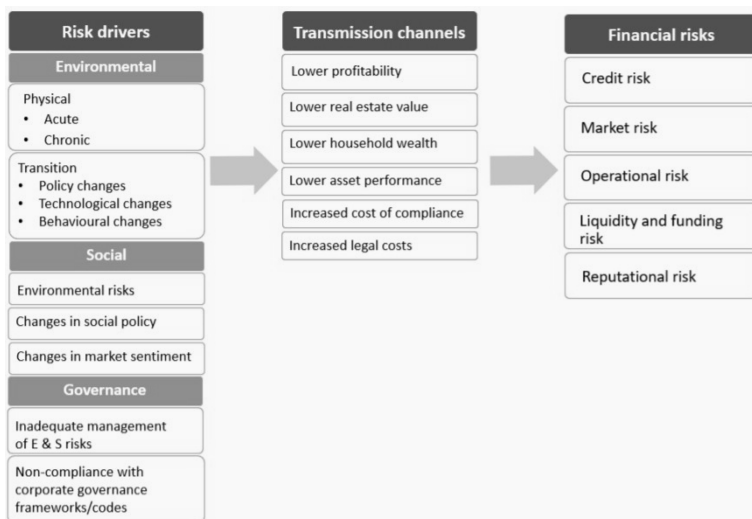 Risk drivers
Environmental
Physical
• Acute
• Chronic
Transition
• Policy changes
• Technological changes
• Behavioural changes
Social
Environmental risks
Changes in social policy
Changes in market sentiment
Governance
Inadequate management
of E & S risks
Non-compliance with
corporate governance
frameworks/codes
Transmission channels
Lower profitability
Lower real estate value
Lower household wealth
Lower asset performance
Increased cost of compliance
Increased legal costs
Financial risks
Credit risk
Market risk
Operational risk
Liquidity and funding
risk
Reputational risk